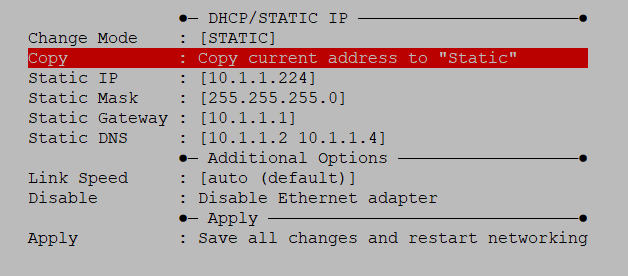 DHCP/STATIC IP
Change Mode : [STATIC]
Copy : Copy current address to "Static"
Static IP : [10.1.1.224]
Static Mask : [255.255.255.0]
Static Gateway : [10.1.1.1]
Static DNS : [10.1.1.2 10.1.1.4]
Additional Options
Link Speed : [auto (default)]
Disable : Disable Ethernet adapter
Apply
Apply : Save all changes and restart networking